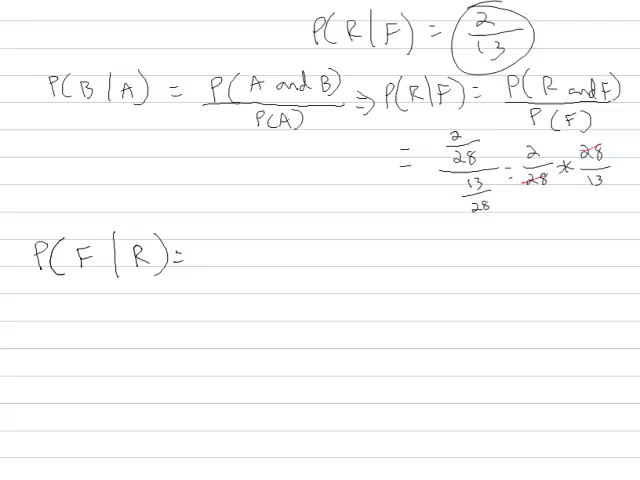 P(R|F) = 2/13
P(B|A) = P(A and B)/P(A) => P(R|F) = P(R and F)/P(F)
= (2/28)/(13/28) = 2/28 * 28/13
P(F|R) =